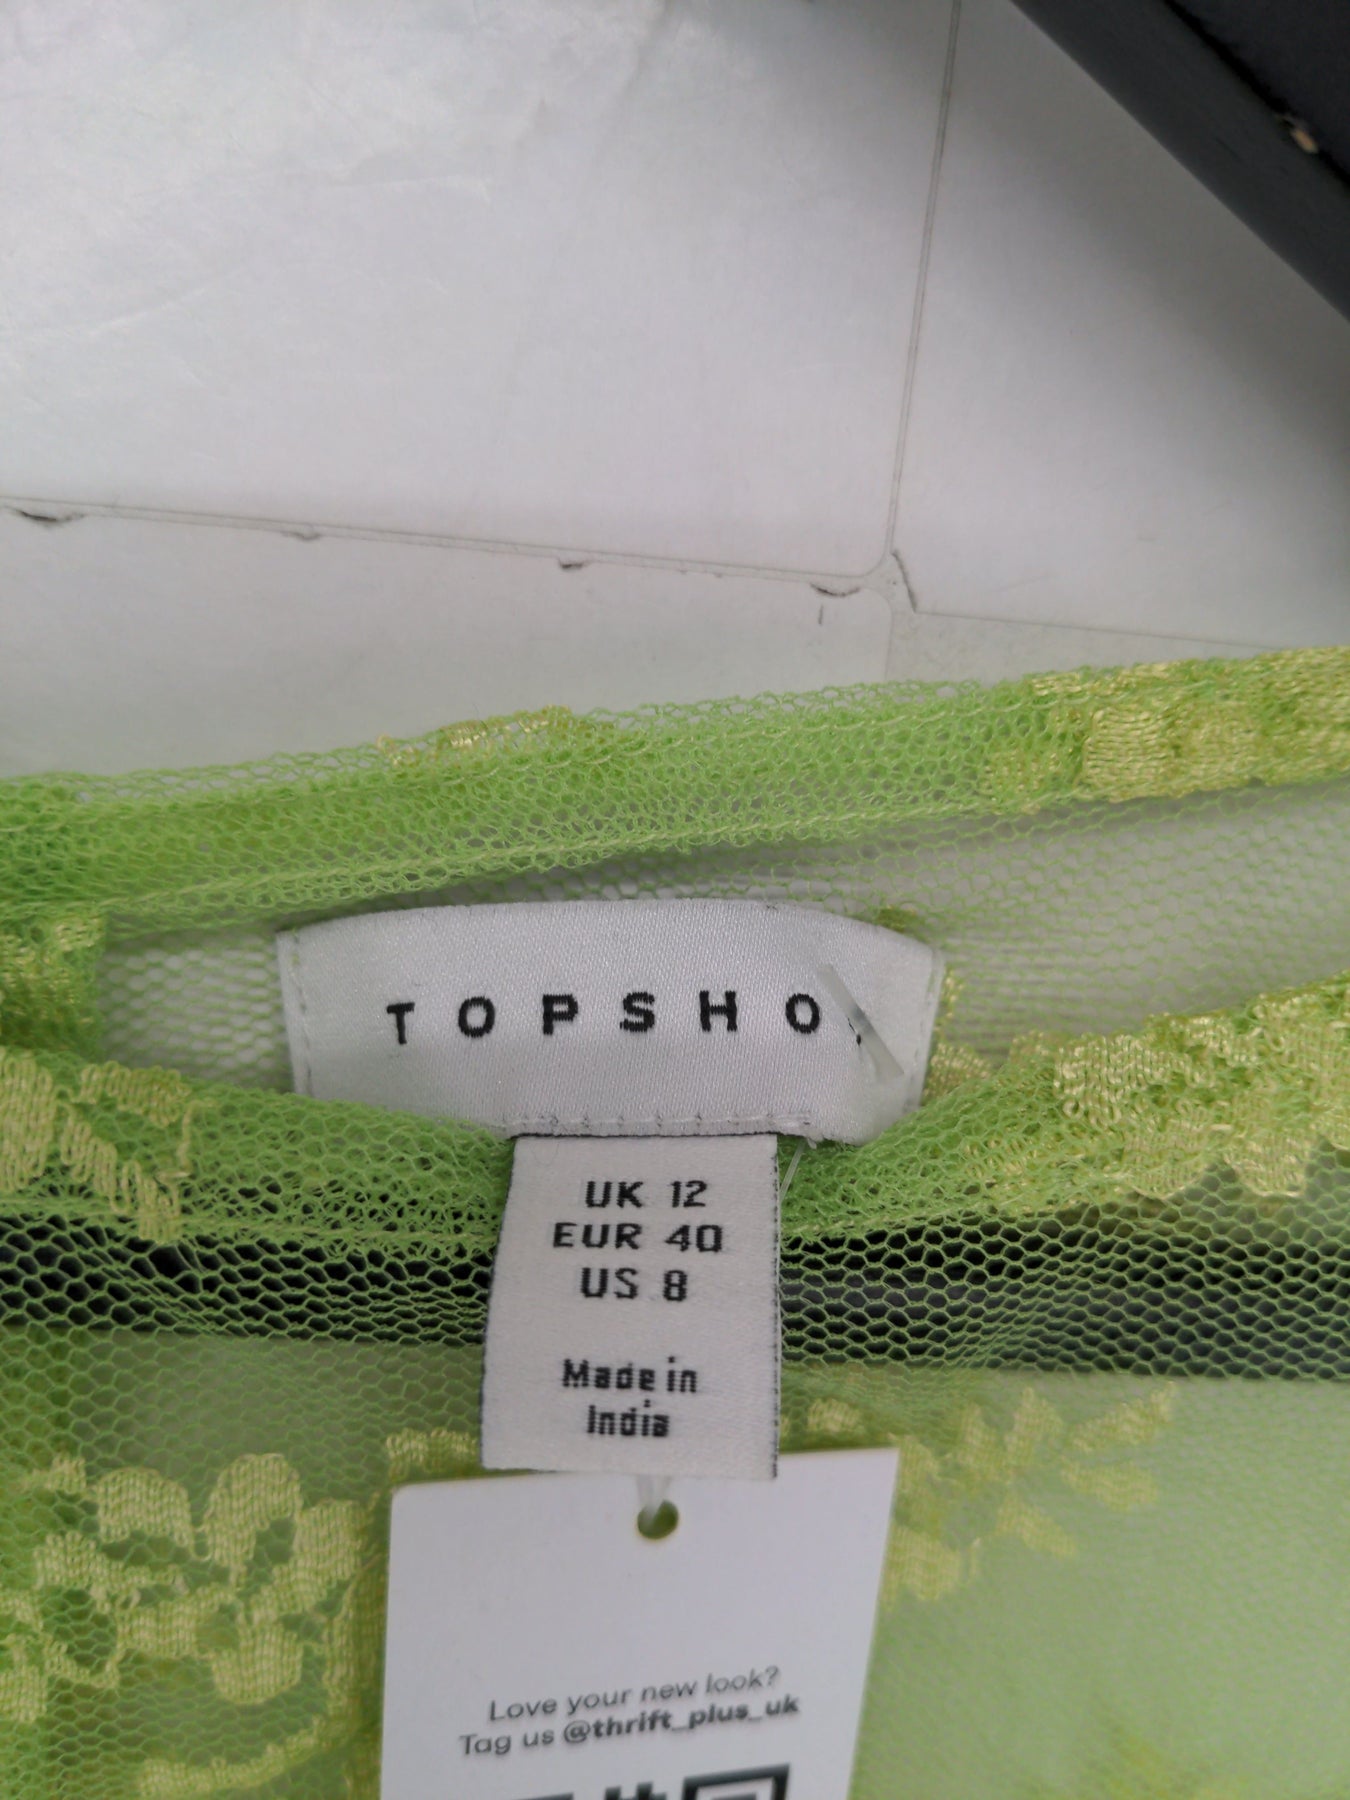 TOPSHO
UK 12
EUR 40
US 8
Made in
India
Love your new look?
Tag us @thrift_plus_uk